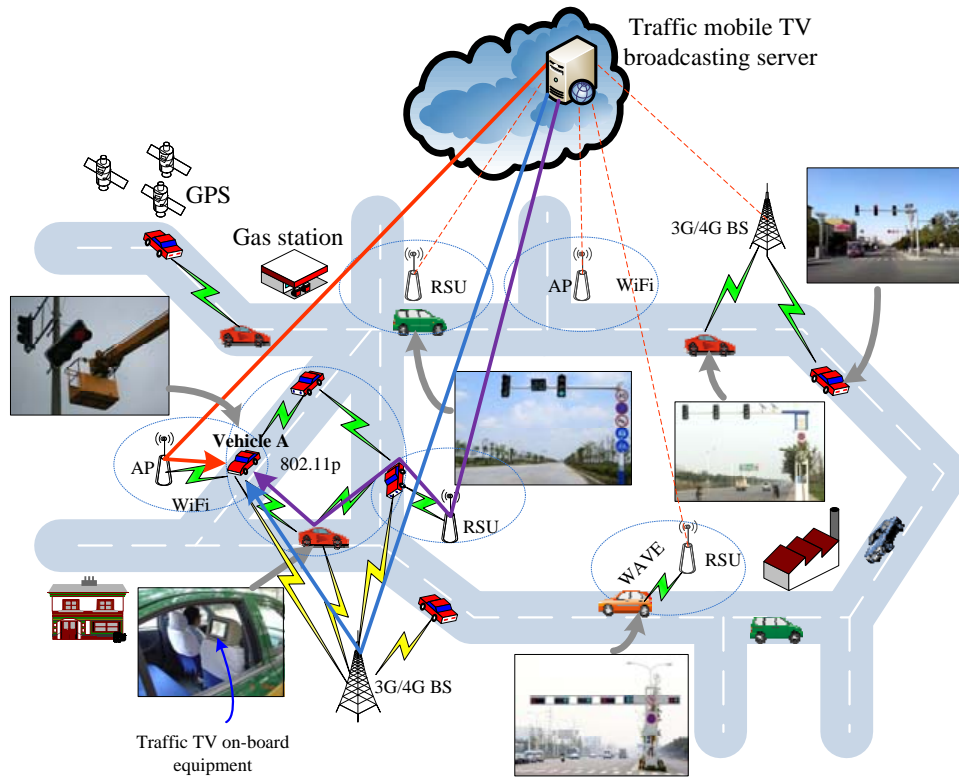 Traffic mobile TV
broadcasting server
GPS
3G/4G BS
Gas station
RSU
AP
WiFi
Vehicle A
802.11p
AP
WiFi
RSU
WAVE
RSU
3G/4G BS
Traffic TV on-board
equipment